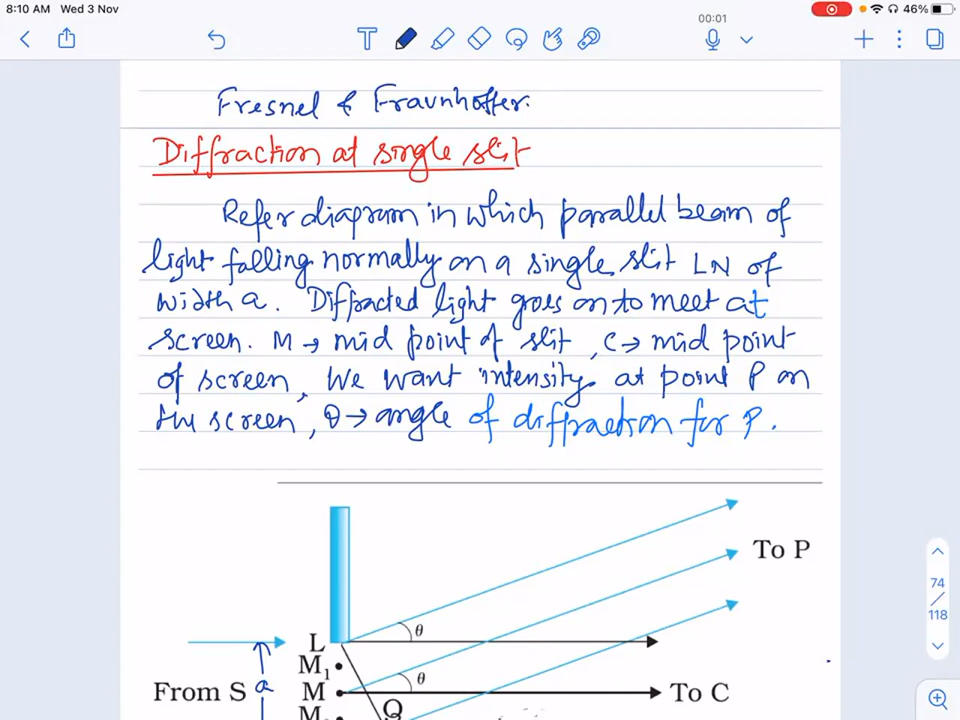 8:10 AM Wed 3 Nov
46%
00:01
T
Fresnel & Fraunhoffer.
Diffraction at single slit
Refer diagram in which parallel beam of
light falling normally on a single slit LN of
width a. Diffracted light goes on to meet at
screen. M → mid point of slit, C → mid point
of screen, We want intensity at point P on
the screen, θ → angle of diffraction for P.
To P
L θ
M₁
From S a M θ To C
M Q
74
/
118